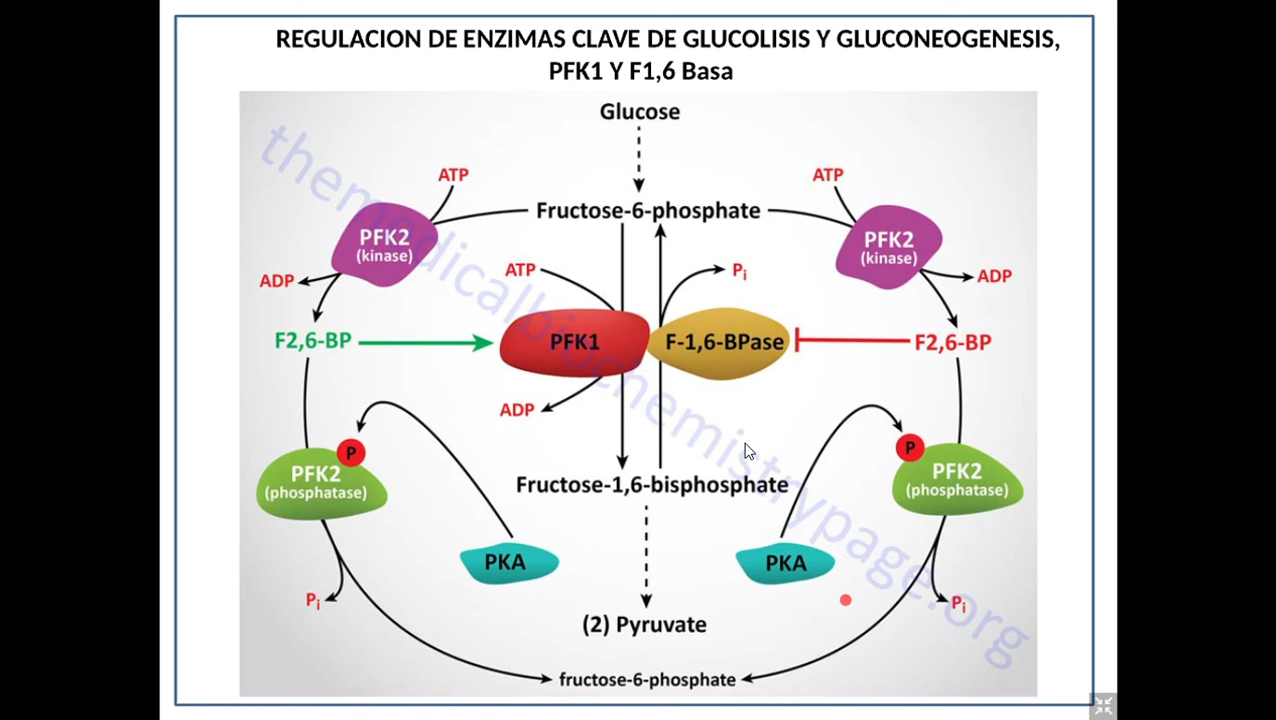 REGULACION DE ENZIMAS CLAVE DE GLUCOLISIS Y GLUCONEOGENESIS,
PFK1 Y F1,6 Basa
Glucose
ATP
ATP
Fructose-6-phosphate
PFK2
(kinase)
PFK2
(kinase)
ADP
ATP
Pi
ADP
F2,6-BP
PFK1
F-1,6-BPase
F2,6-BP
ADP
P
P
PFK2
(phosphatase)
Fructose-1,6-bisphosphate
PFK2
(phosphatase)
PKA
PKA
Pi
Pi
(2) Pyruvate
fructose-6-phosphate
themedicalbiochemistrypage.org